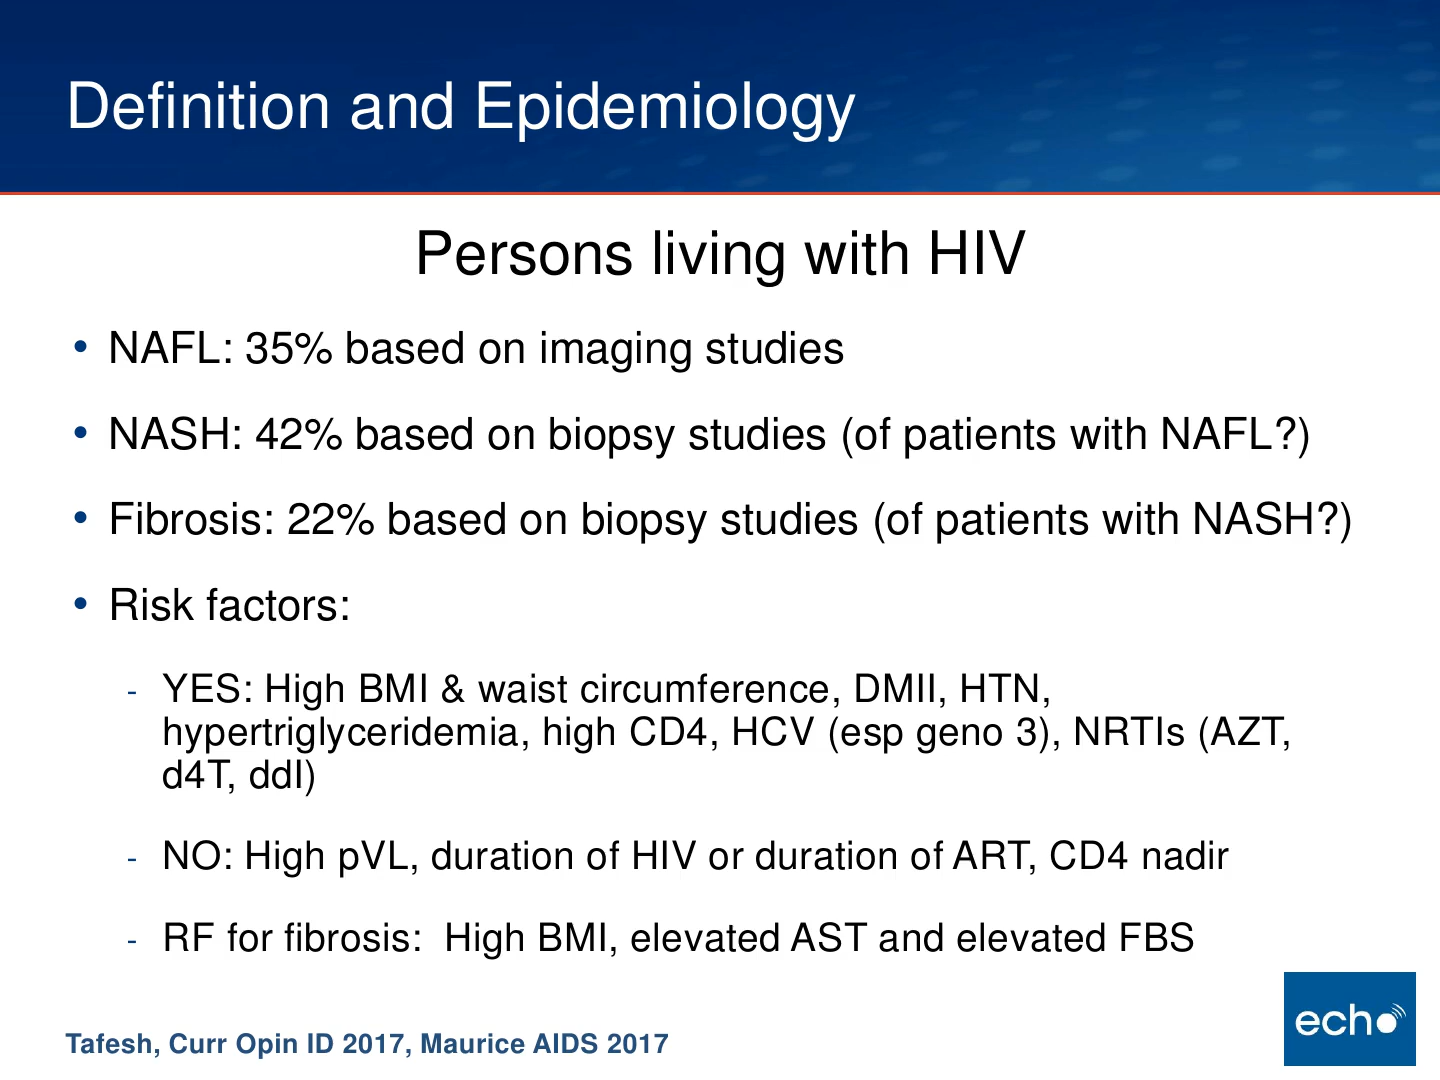 Definition and Epidemiology
Persons living with HIV
• NAFL: 35% based on imaging studies
• NASH: 42% based on biopsy studies (of patients with NAFL?)
• Fibrosis: 22% based on biopsy studies (of patients with NASH?)
• Risk factors:
- YES: High BMI & waist circumference, DMII, HTN,
hypertriglyceridemia, high CD4, HCV (esp geno 3), NRTIs (AZT,
d4T, ddI)
- NO: High pVL, duration of HIV or duration of ART, CD4 nadir
- RF for fibrosis: High BMI, elevated AST and elevated FBS
echo
Tafesh, Curr Opin ID 2017, Maurice AIDS 2017